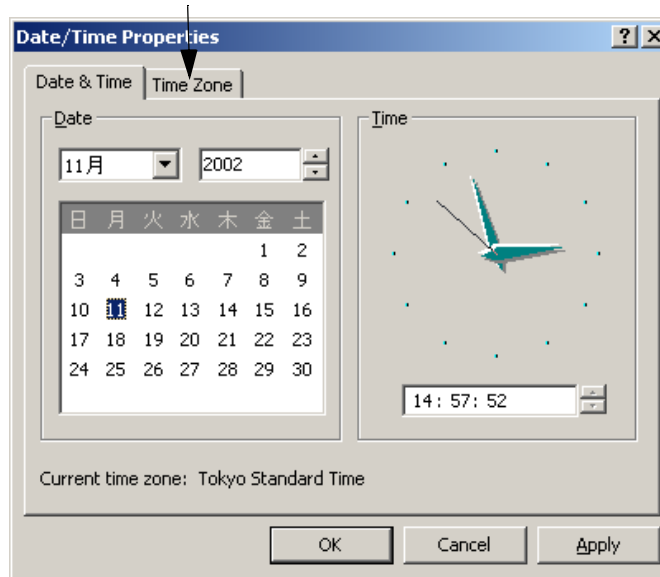 Date/Time Properties
Date & Time
Time Zone
Date
11月
2002
日 月 火 水 木 金 土
1 2
3 4 5 6 7 8 9
10 11 12 13 14 15 16
17 18 19 20 21 22 23
24 25 26 27 28 29 30
Time
14: 57: 52
Current time zone: Tokyo Standard Time
OK
Cancel
Apply